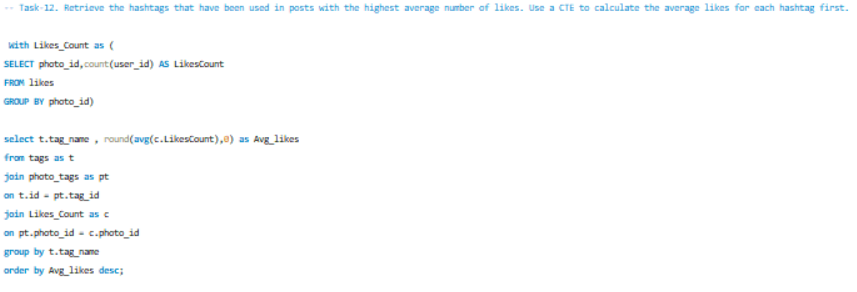 -- Task-12. Retrieve the hashtags that have been used in posts with the highest average number of likes. Use a CTE to calculate the average likes for each hashtag first.
With Likes_Count as (
SELECT photo_id,count(user_id) AS LikesCount
FROM likes
GROUP BY photo_id)
select t.tag_name , round(avg(c.LikesCount),0) as Avg_likes
from tags as t
join photo_tags as pt
on t.id = pt.tag_id
join Likes_Count as c
on pt.photo_id = c.photo_id
group by t.tag_name
order by Avg_likes desc;